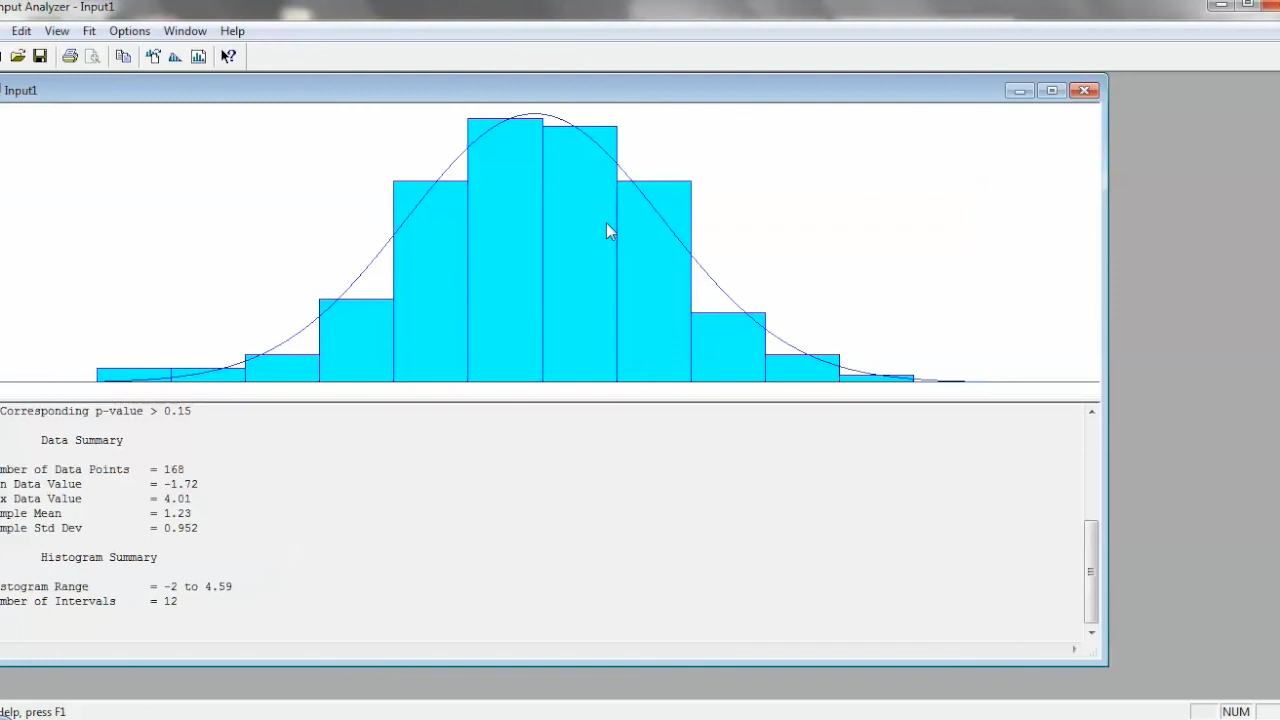 nput Analyzer - Input1
Edit View Fit Options Window Help
Input1
Corresponding p-value > 0.15
Data Summary
mber of Data Points = 168
n Data Value = -1.72
x Data Value = 4.01
mple Mean = 1.23
mple Std Dev = 0.952
Histogram Summary
stogram Range = -2 to 4.59
mber of Intervals = 12
Help, press F1
NUM